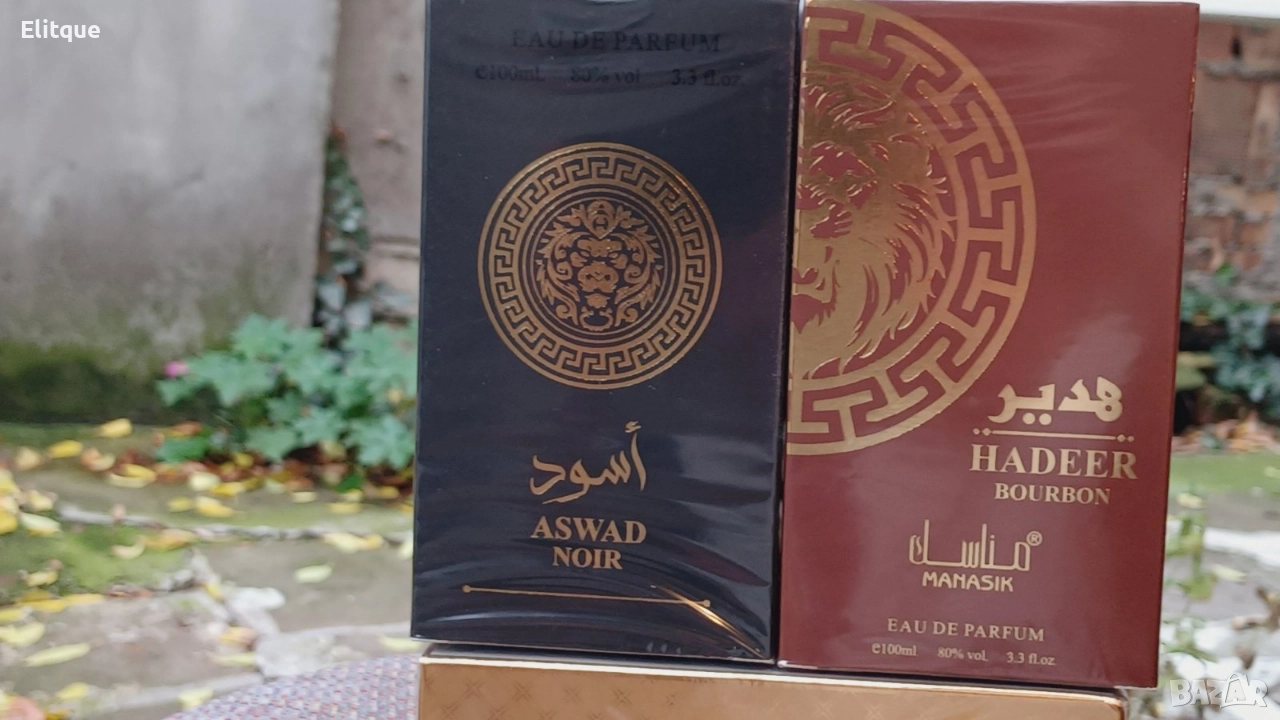 Elitque
EAU DE PARFUM
e100mL 80% vol 3.3 fl.oz
أسود
ASWAD
NOIR
هدير
HADEER
BOURBON
مناسك®
MANASIK
EAU DE PARFUM
e100ml 80% vol. 3.3 fl.oz
BAZAR